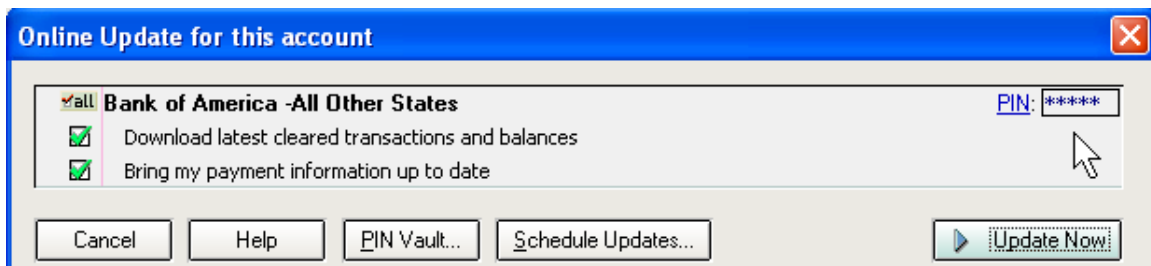 Online Update for this account
all Bank of America -All Other States PIN: *****
Download latest cleared transactions and balances
Bring my payment information up to date
Cancel Help PIN Vault... Schedule Updates... Update Now